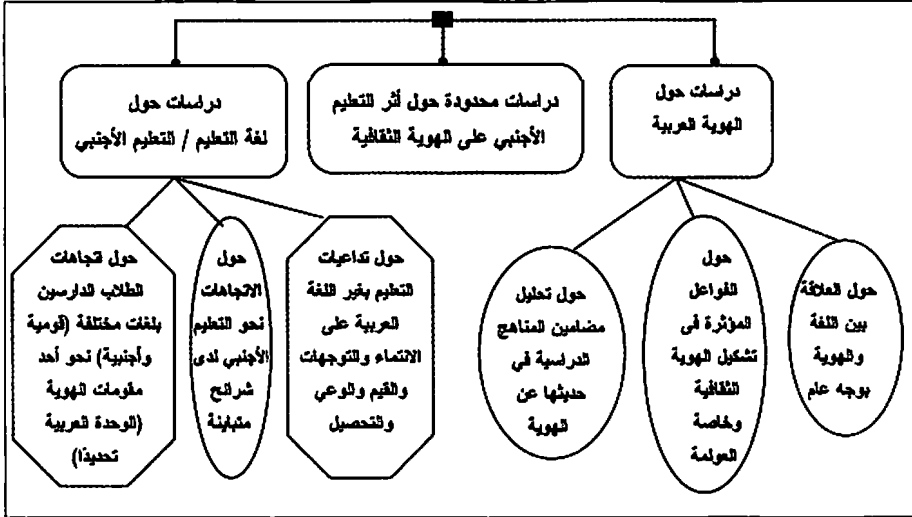 دراسات حول
الهوية العربية
دراسات محدودة حول أثر التعليم
الأجنبي على الهوية الثقافية
دراسات حول
لغة التعليم / التعليم الأجنبي
حول العلاقة
بين اللغة
والهوية
بوجه عام
حول
العوامل
المؤثرة فى
تشكيل الهوية
الثقافية
وخاصة
العولمة
حول تحليل
مضامين المناهج
الدراسية في
حديثها عن
الهوية
حول تداعيات
التعليم بغير اللغة
العربية على
الانتماء والتوجهات
والقيم والوعي
والتحصيل
حول
الاتجاهات
نحو التعليم
الأجنبي لدى
شرائح
متباينة
حول اتجاهات
الطلاب الدارسين
بلغات مختلفة (قومية
وأجنبية) نحو أحد
مقومات الهوية
(الوحدة العربية
تحديدًا)